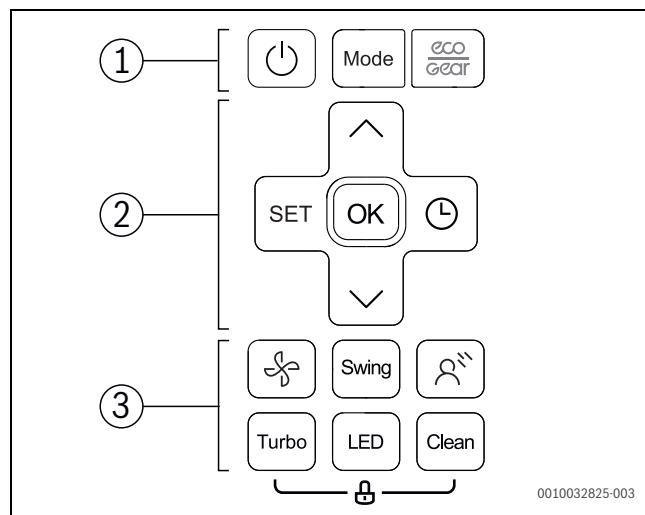 1
Mode
eco
Gear
2
SET OK
3
Swing
Turbo LED Clean
0010032825-003